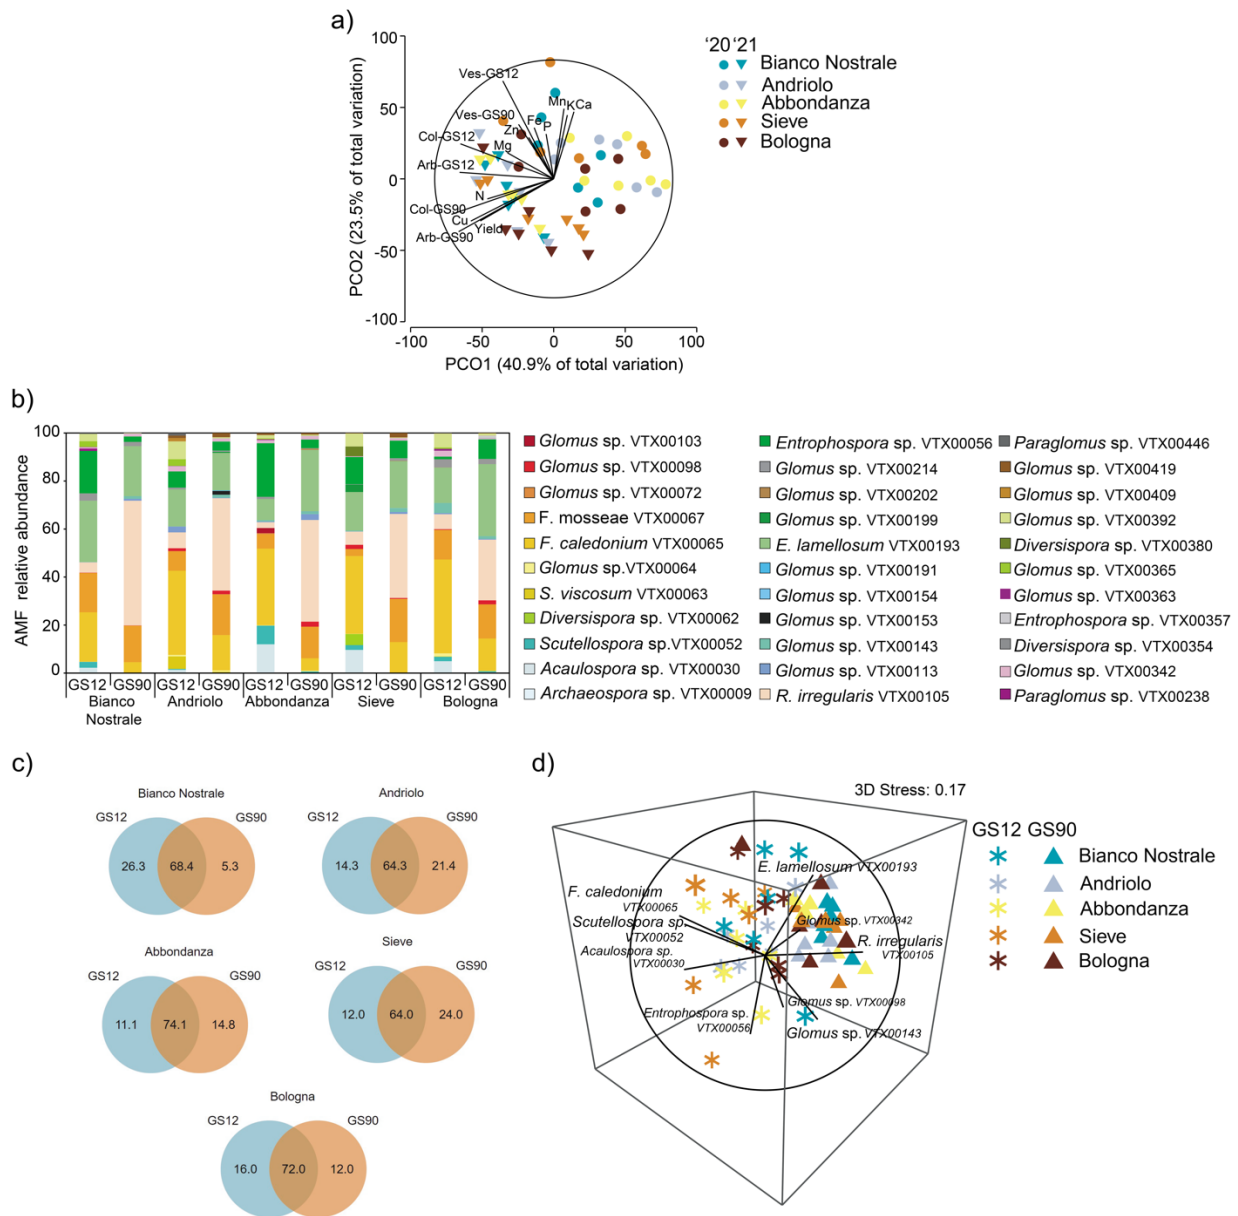 a)
100
50
0
-50
-100
PCO2 (23.5% of total variation)
-100
-50
0
50
100
PCO1 (40.9% of total variation)
Ves-GS12
Mn
K
Ca
Ves-GS90
Fe
P
Zn
Col-GS12
Mg
Arb-GS12
N
Col-GS90
Cu
Yield
Arb-GS90
'20 '21
Bianco Nostrale
Andriolo
Abbondanza
Sieve
Bologna
b)
AMF relative abundance
100
80
60
40
20
0
GS12 GS90 GS12 GS90 GS12 GS90 GS12 GS90 GS12 GS90
Bianco Nostrale
Andriolo
Abbondanza
Sieve
Bologna
Glomus sp. VTX00103
Glomus sp. VTX00098
Glomus sp. VTX00072
F. mosseae VTX00067
F. caledonium VTX00065
Glomus sp.VTX00064
S. viscosum VTX00063
Diversispora sp. VTX00062
Scutellospora sp.VTX00052
Acaulospora sp. VTX00030
Archaeospora sp. VTX00009
Entrophospora sp. VTX00056
Glomus sp. VTX00214
Glomus sp. VTX00202
Glomus sp. VTX00199
E. lamellosum VTX00193
Glomus sp. VTX00191
Glomus sp. VTX00154
Glomus sp. VTX00153
Glomus sp. VTX00143
Glomus sp. VTX00113
R. irregularis VTX00105
Paraglomus sp. VTX00446
Glomus sp. VTX00419
Glomus sp. VTX00409
Glomus sp. VTX00392
Diversispora sp. VTX00380
Glomus sp. VTX00365
Glomus sp. VTX00363
Entrophospora sp. VTX00357
Diversispora sp. VTX00354
Glomus sp. VTX00342
Paraglomus sp. VTX00238
c)
Bianco Nostrale
GS12
GS90
26.3
68.4
5.3
Andriolo
GS12
GS90
14.3
64.3
21.4
Abbondanza
GS12
GS90
11.1
74.1
14.8
Sieve
GS12
GS90
12.0
64.0
24.0
Bologna
GS12
GS90
16.0
72.0
12.0
d)
3D Stress: 0.17
E. lamellosum VTX00193
F. caledonium
VTX00065
Scutellospora sp.
VTX00052
Acaulospora sp.
VTX00030
Glomus sp. VTX00342
R. irregularis
VTX00105
Entrophospora sp.
VTX00056
Glomus sp. VTX00098
Glomus sp. VTX00143
GS12 GS90
Bianco Nostrale
Andriolo
Abbondanza
Sieve
Bologna